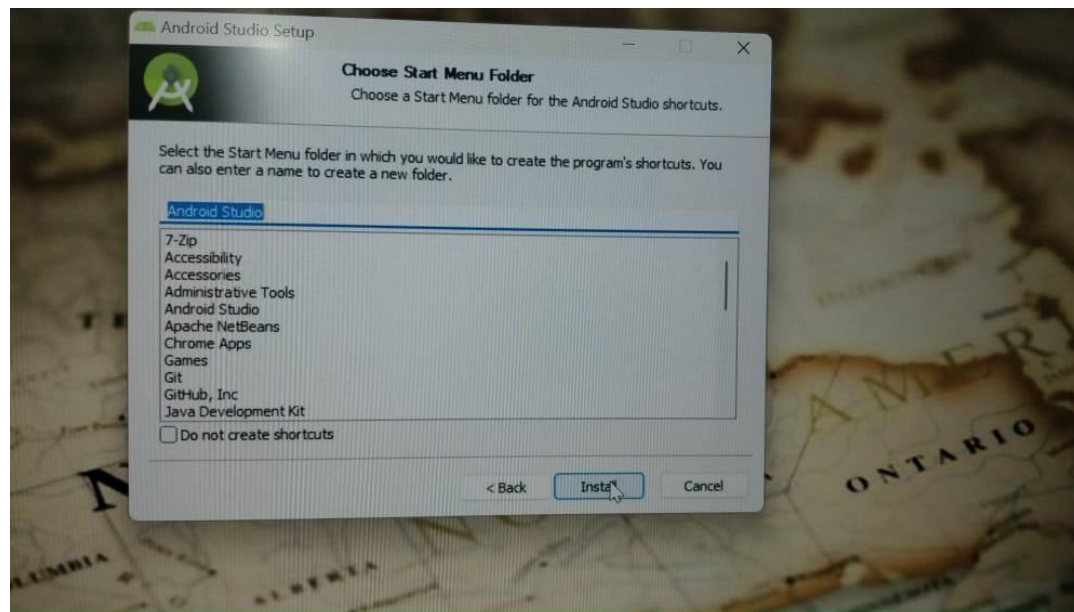 Android Studio Setup
Choose Start Menu Folder
Choose a Start Menu folder for the Android Studio shortcuts.
Select the Start Menu folder in which you would like to create the program's shortcuts. You
can also enter a name to create a new folder.
Android Studio
7-Zip
Accessibility
Accessories
Administrative Tools
Android Studio
Apache NetBeans
Chrome Apps
Games
Git
GitHub, Inc
Java Development Kit
Do not create shortcuts
< Back
Install
Cancel
ONTARIO
ALBERTA